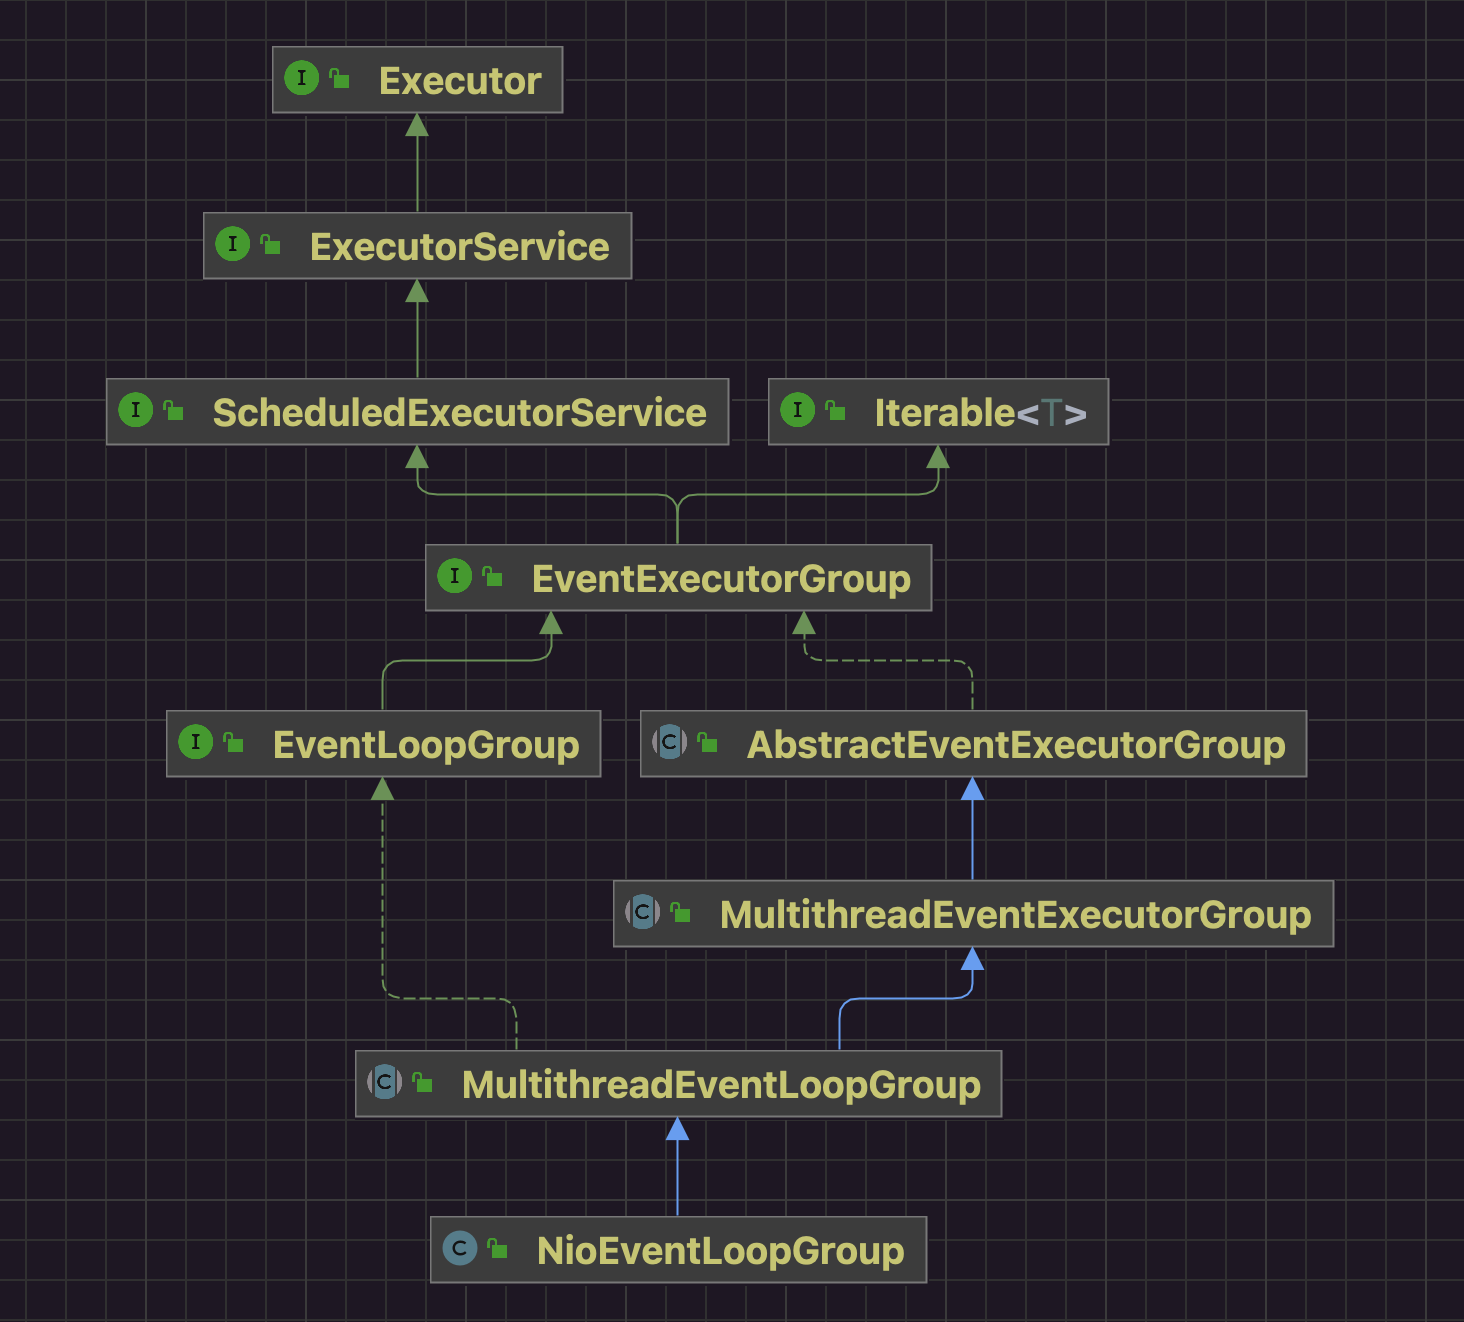 I Executor
I ExecutorService
I ScheduledExecutorService
I Iterable<T>
I EventExecutorGroup
I EventLoopGroup
C AbstractEventExecutorGroup
C MultithreadEventExecutorGroup
C MultithreadEventLoopGroup
C NioEventLoopGroup